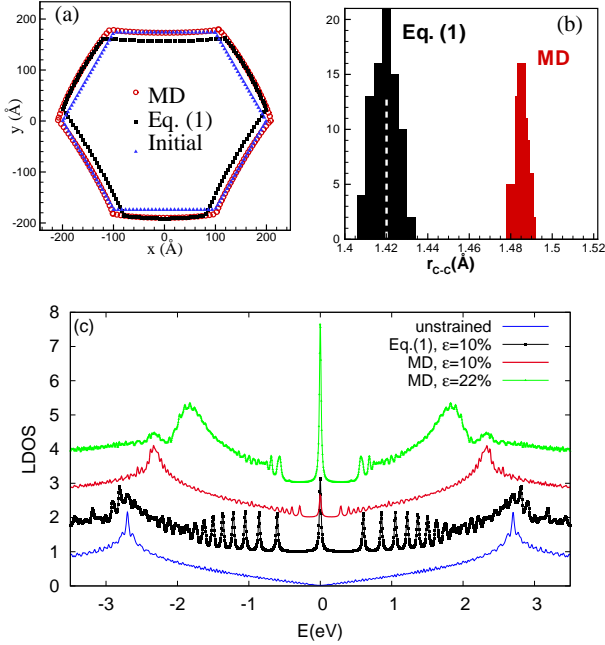 (a)
y (Å)
200
100
0
-100
-200
MD
Eq. (1)
Initial
-200 -100 0 100 200
x (Å)
(b)
20
15
10
5
0
Eq. (1)
MD
1.4 1.42 1.44 1.46 1.48 1.5 1.52
rC-C(Å)
(c)
LDOS
8
7
6
5
4
3
2
1
0
unstrained
Eq.(1), ε=10%
MD, ε=10%
MD, ε=22%
-3 -2 -1 0 1 2 3
E(eV)